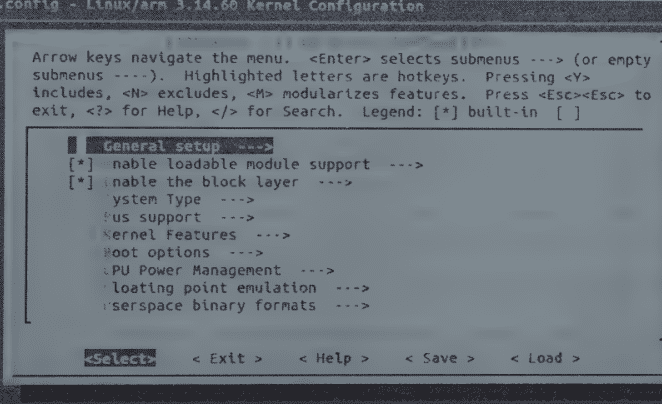 .config - Linux/arm 3.14.60 Kernel Configuration
Arrow keys navigate the menu.  <Enter> selects submenus ---> (or empty
submenus ----).  Highlighted letters are hotkeys.  Pressing <Y>
includes, <N> excludes, <M> modularizes features.  Press <Esc><Esc> to
exit, <?> for Help, </> for Search.  Legend: [*] built-in  [ ]
General setup  --->
[*] nable loadable module support  --->
[*] nable the block layer  --->
ystem Type  --->
us support  --->
ernel Features  --->
oot options  --->
PU Power Management  --->
loating point emulation  --->
serspace binary formats  --->
<Select>    < Exit >    < Help >    < Save >    < Load >